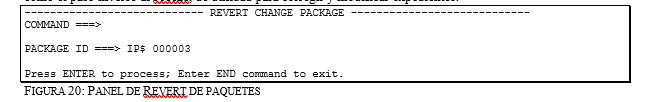 ---------------------------- REVERT CHANGE PACKAGE ----------------------------
COMMAND ===>
PACKAGE ID ===> IP$ 000003
Press ENTER to process; Enter END command to exit.
FIGURA 20: PANEL DE REVERT DE PAQUETES